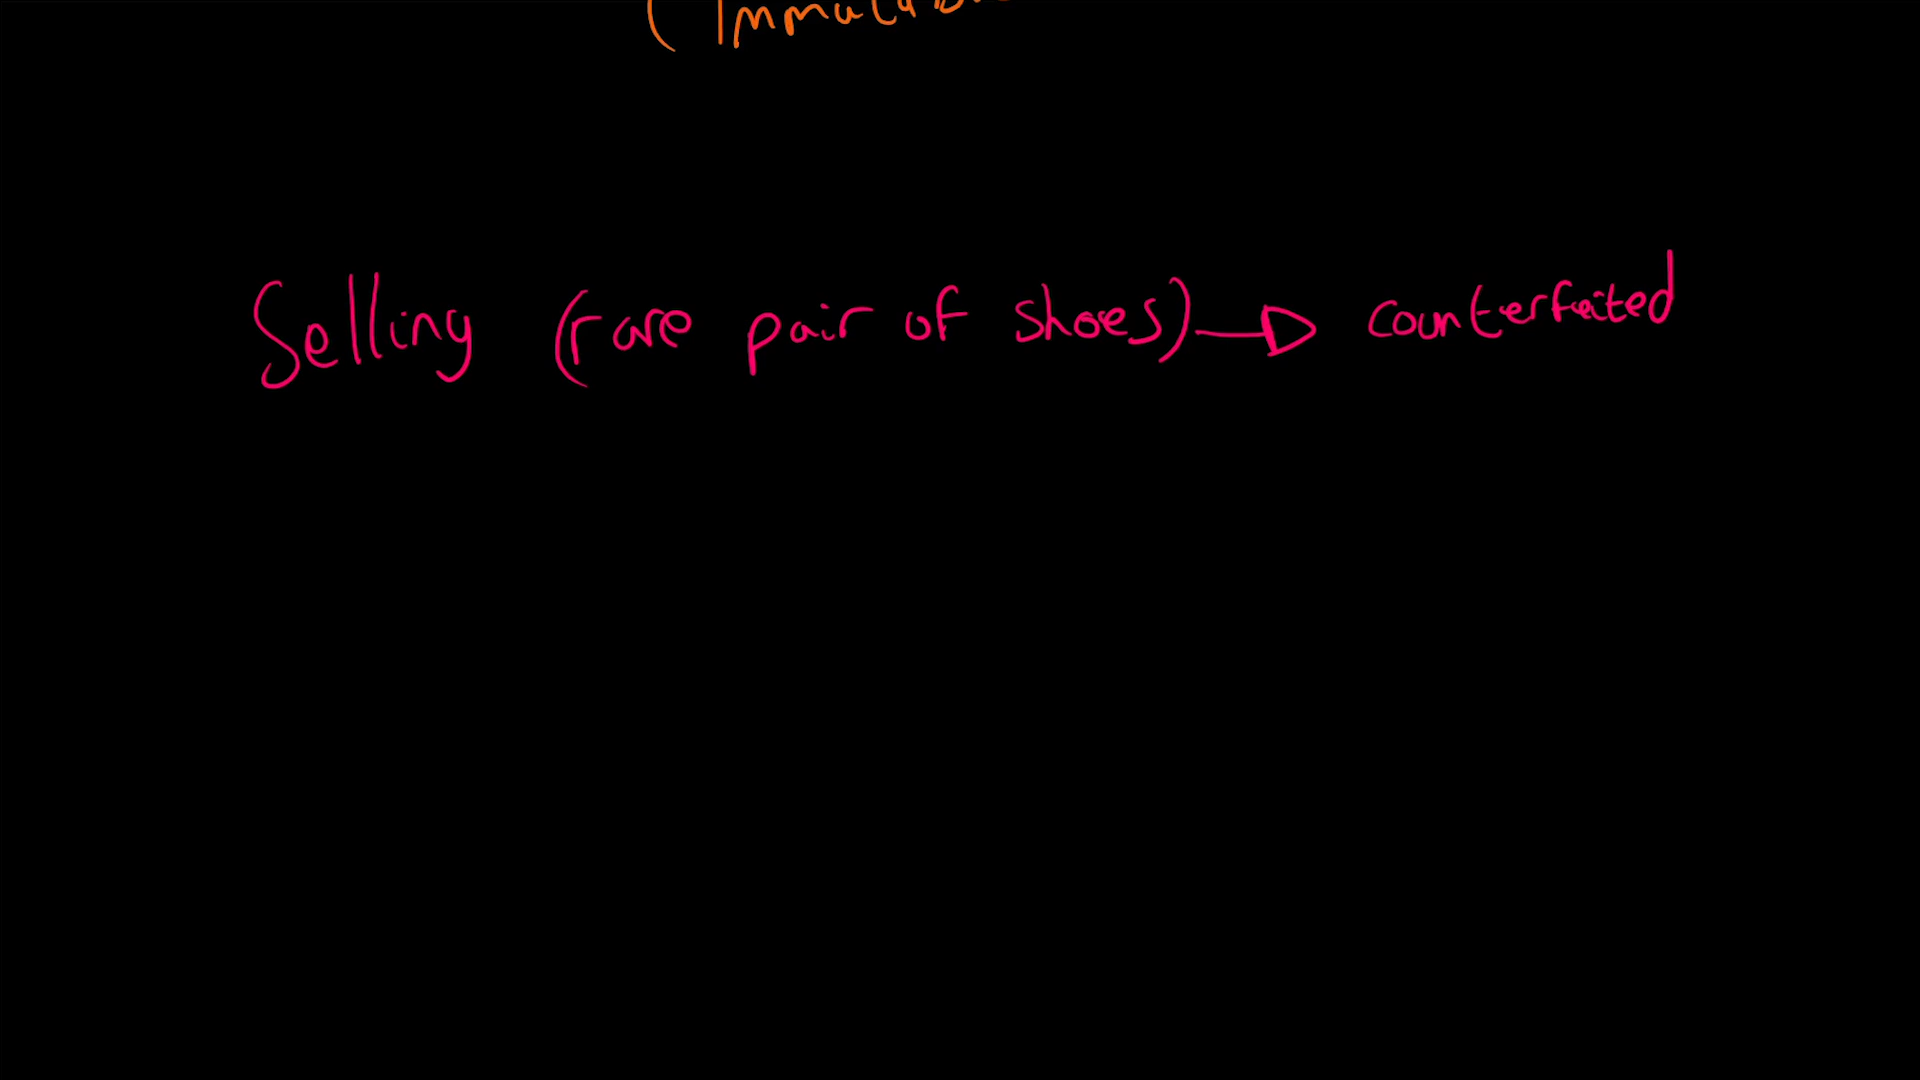 Selling (rare pair of shoes) → counterfeited